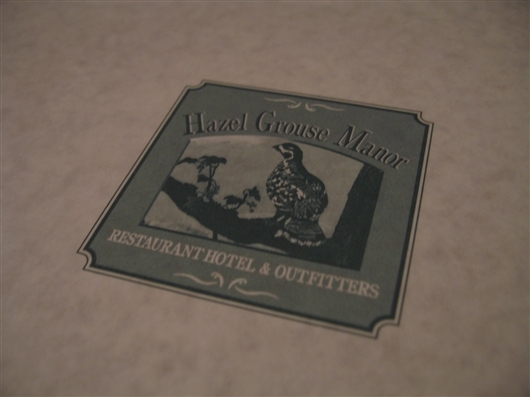 Hazel Grouse Manor
RESTAURANT HOTEL & OUTFITTERS